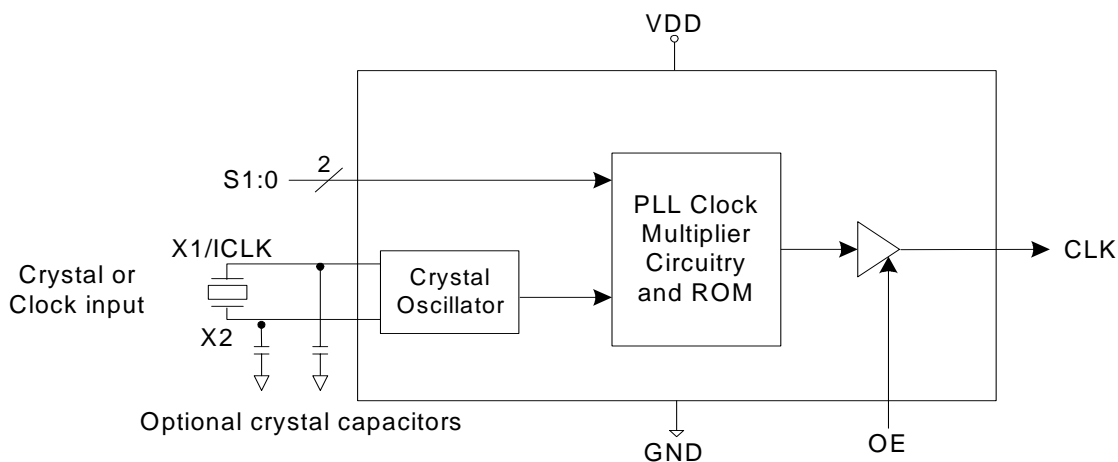 VDD
2
S1:0
PLL Clock
Multiplier
Circuitry
and ROM
X1/ICLK
CLK
Crystal or
Clock input
Crystal
Oscillator
X2
Optional crystal capacitors
GND
OE